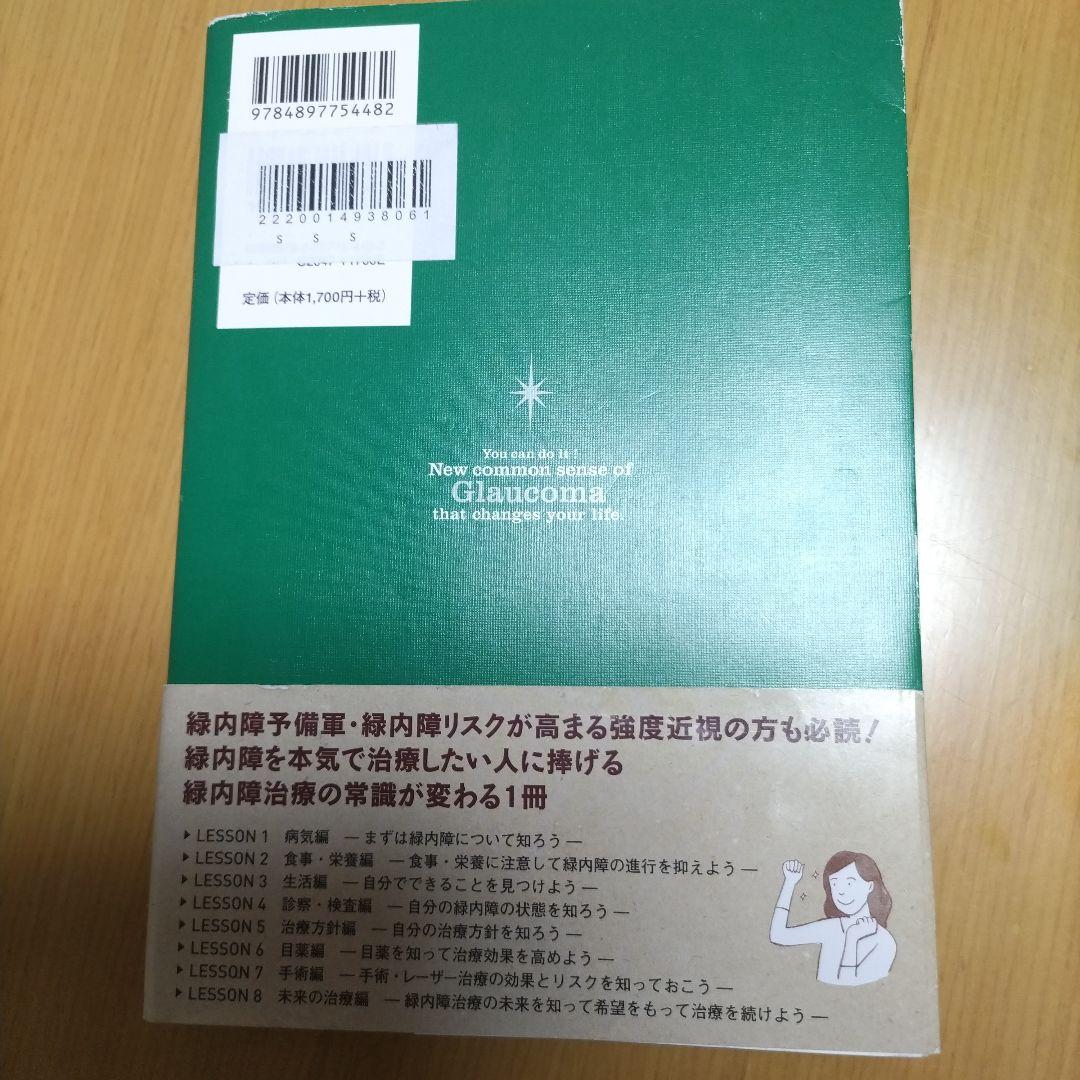 9784897754482
2220014938061
S S S
定価（本体1,700円+税）
You can do it!
New common sense of
Glaucoma
that changes your life.
緑内障予備軍・緑内障リスクが高まる強度近視の方も必読！
緑内障を本気で治療したい人に捧げる
緑内障治療の常識が変わる1冊
▶ LESSON 1 病気編 ― まずは緑内障について知ろう ―
▶ LESSON 2 食事・栄養編 ― 食事・栄養に注意して緑内障の進行を抑えよう ―
▶ LESSON 3 生活編 ― 自分でできることを見つけよう ―
▶ LESSON 4 診察・検査編 ― 自分の緑内障の状態を知ろう ―
▶ LESSON 5 治療方針編 ― 自分の治療方針を知ろう ―
▶ LESSON 6 目薬編 ― 目薬を知って治療効果を高めよう ―
▶ LESSON 7 手術編 ― 手術・レーザー治療の効果とリスクを知っておこう ―
▶ LESSON 8 未来の治療編 ― 緑内障治療の未来を知って希望をもって治療を続けよう ―